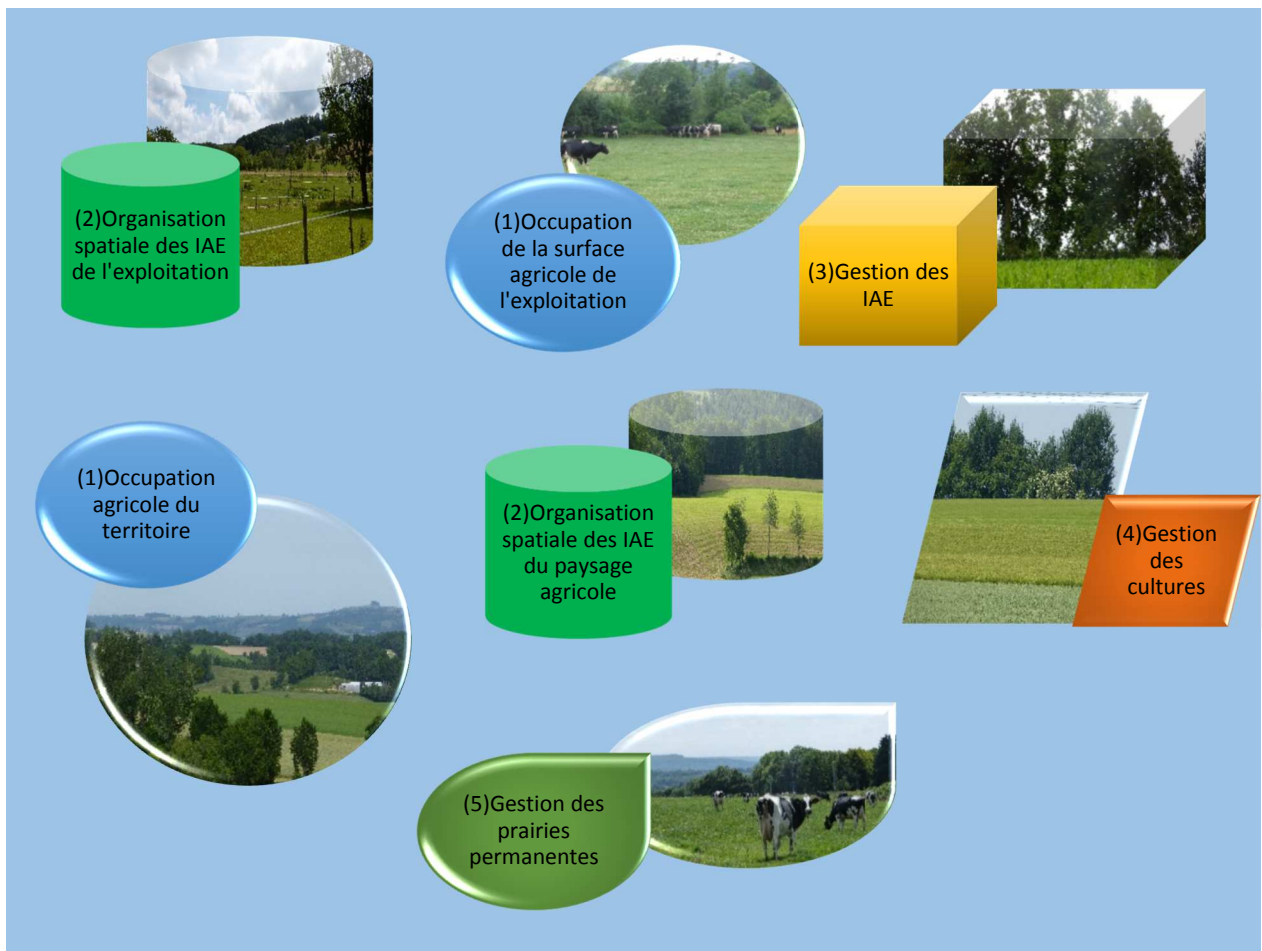 (2)Organisation
spatiale des IAE
de l'exploitation
(1)Occupation
de la surface
agricole de
l'exploitation
(3)Gestion des
IAE
(1)Occupation
agricole du
territoire
(2)Organisation
spatiale des IAE
du paysage
agricole
(4)Gestion
des
cultures
(5)Gestion des
prairies
permanentes